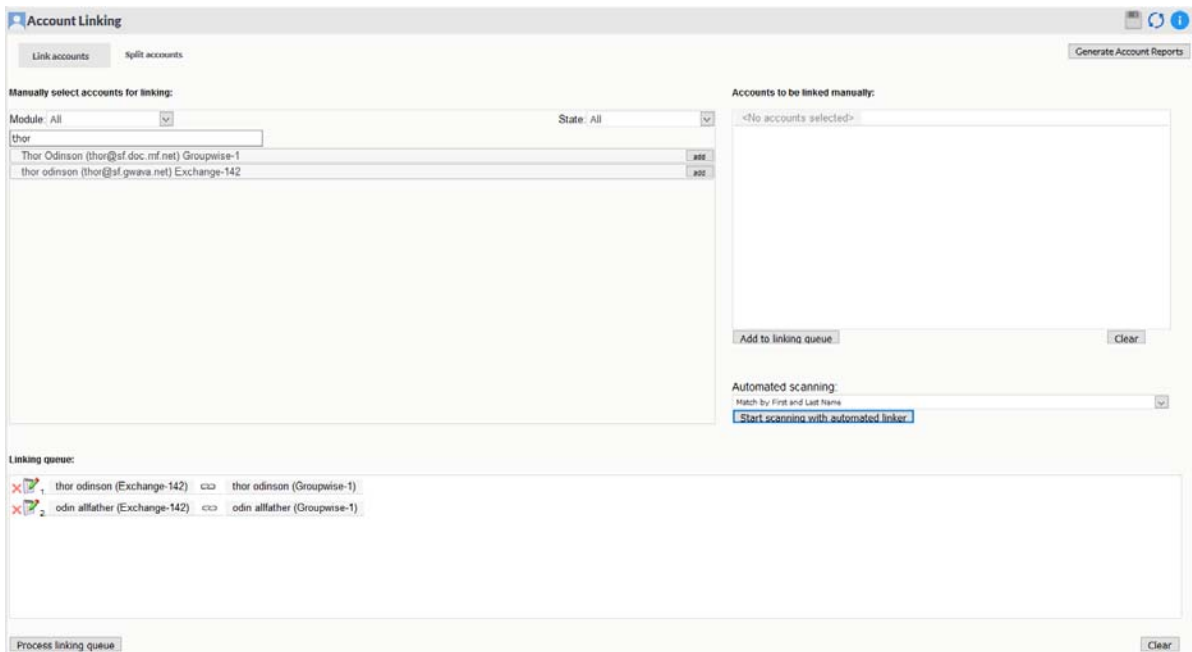 Account Linking
Link accounts Split accounts Generate Account Reports
Manually select accounts for linking: Accounts to be linked manually:
Module: All State: All <No accounts selected>
thor
Thor Odinson (thor@sf.doc.mf.net) Groupwise-1 add
thor odinson (thor@sf.gwava.net) Exchange-142 add
Add to linking queue Clear
Automated scanning:
Match by First and Last Name
Start scanning with automated linker
Linking queue:
1 thor odinson (Exchange-142) thor odinson (Groupwise-1)
2 odin allfather (Exchange-142) odin allfather (Groupwise-1)
Process linking queue Clear